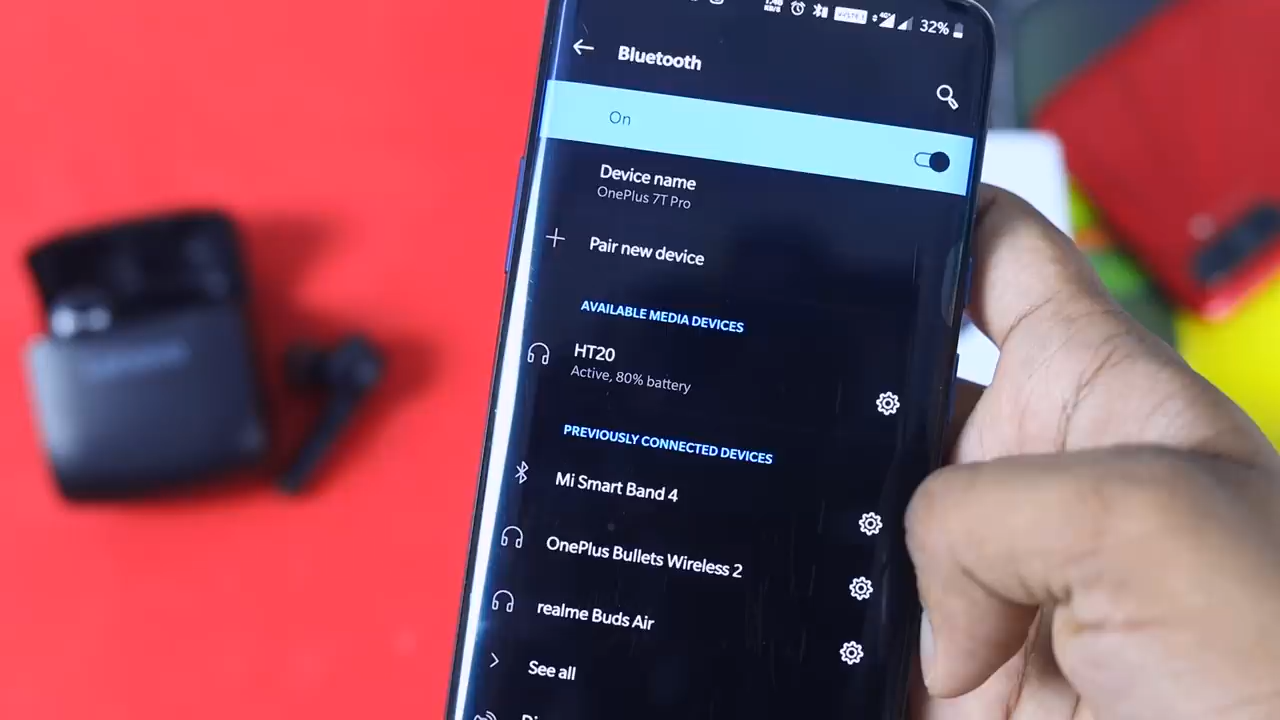 32%
Bluetooth
On
Device name
OnePlus 7T Pro
Pair new device
AVAILABLE MEDIA DEVICES
HT20
Active, 80% battery
PREVIOUSLY CONNECTED DEVICES
Mi Smart Band 4
OnePlus Bullets Wireless 2
realme Buds Air
See all